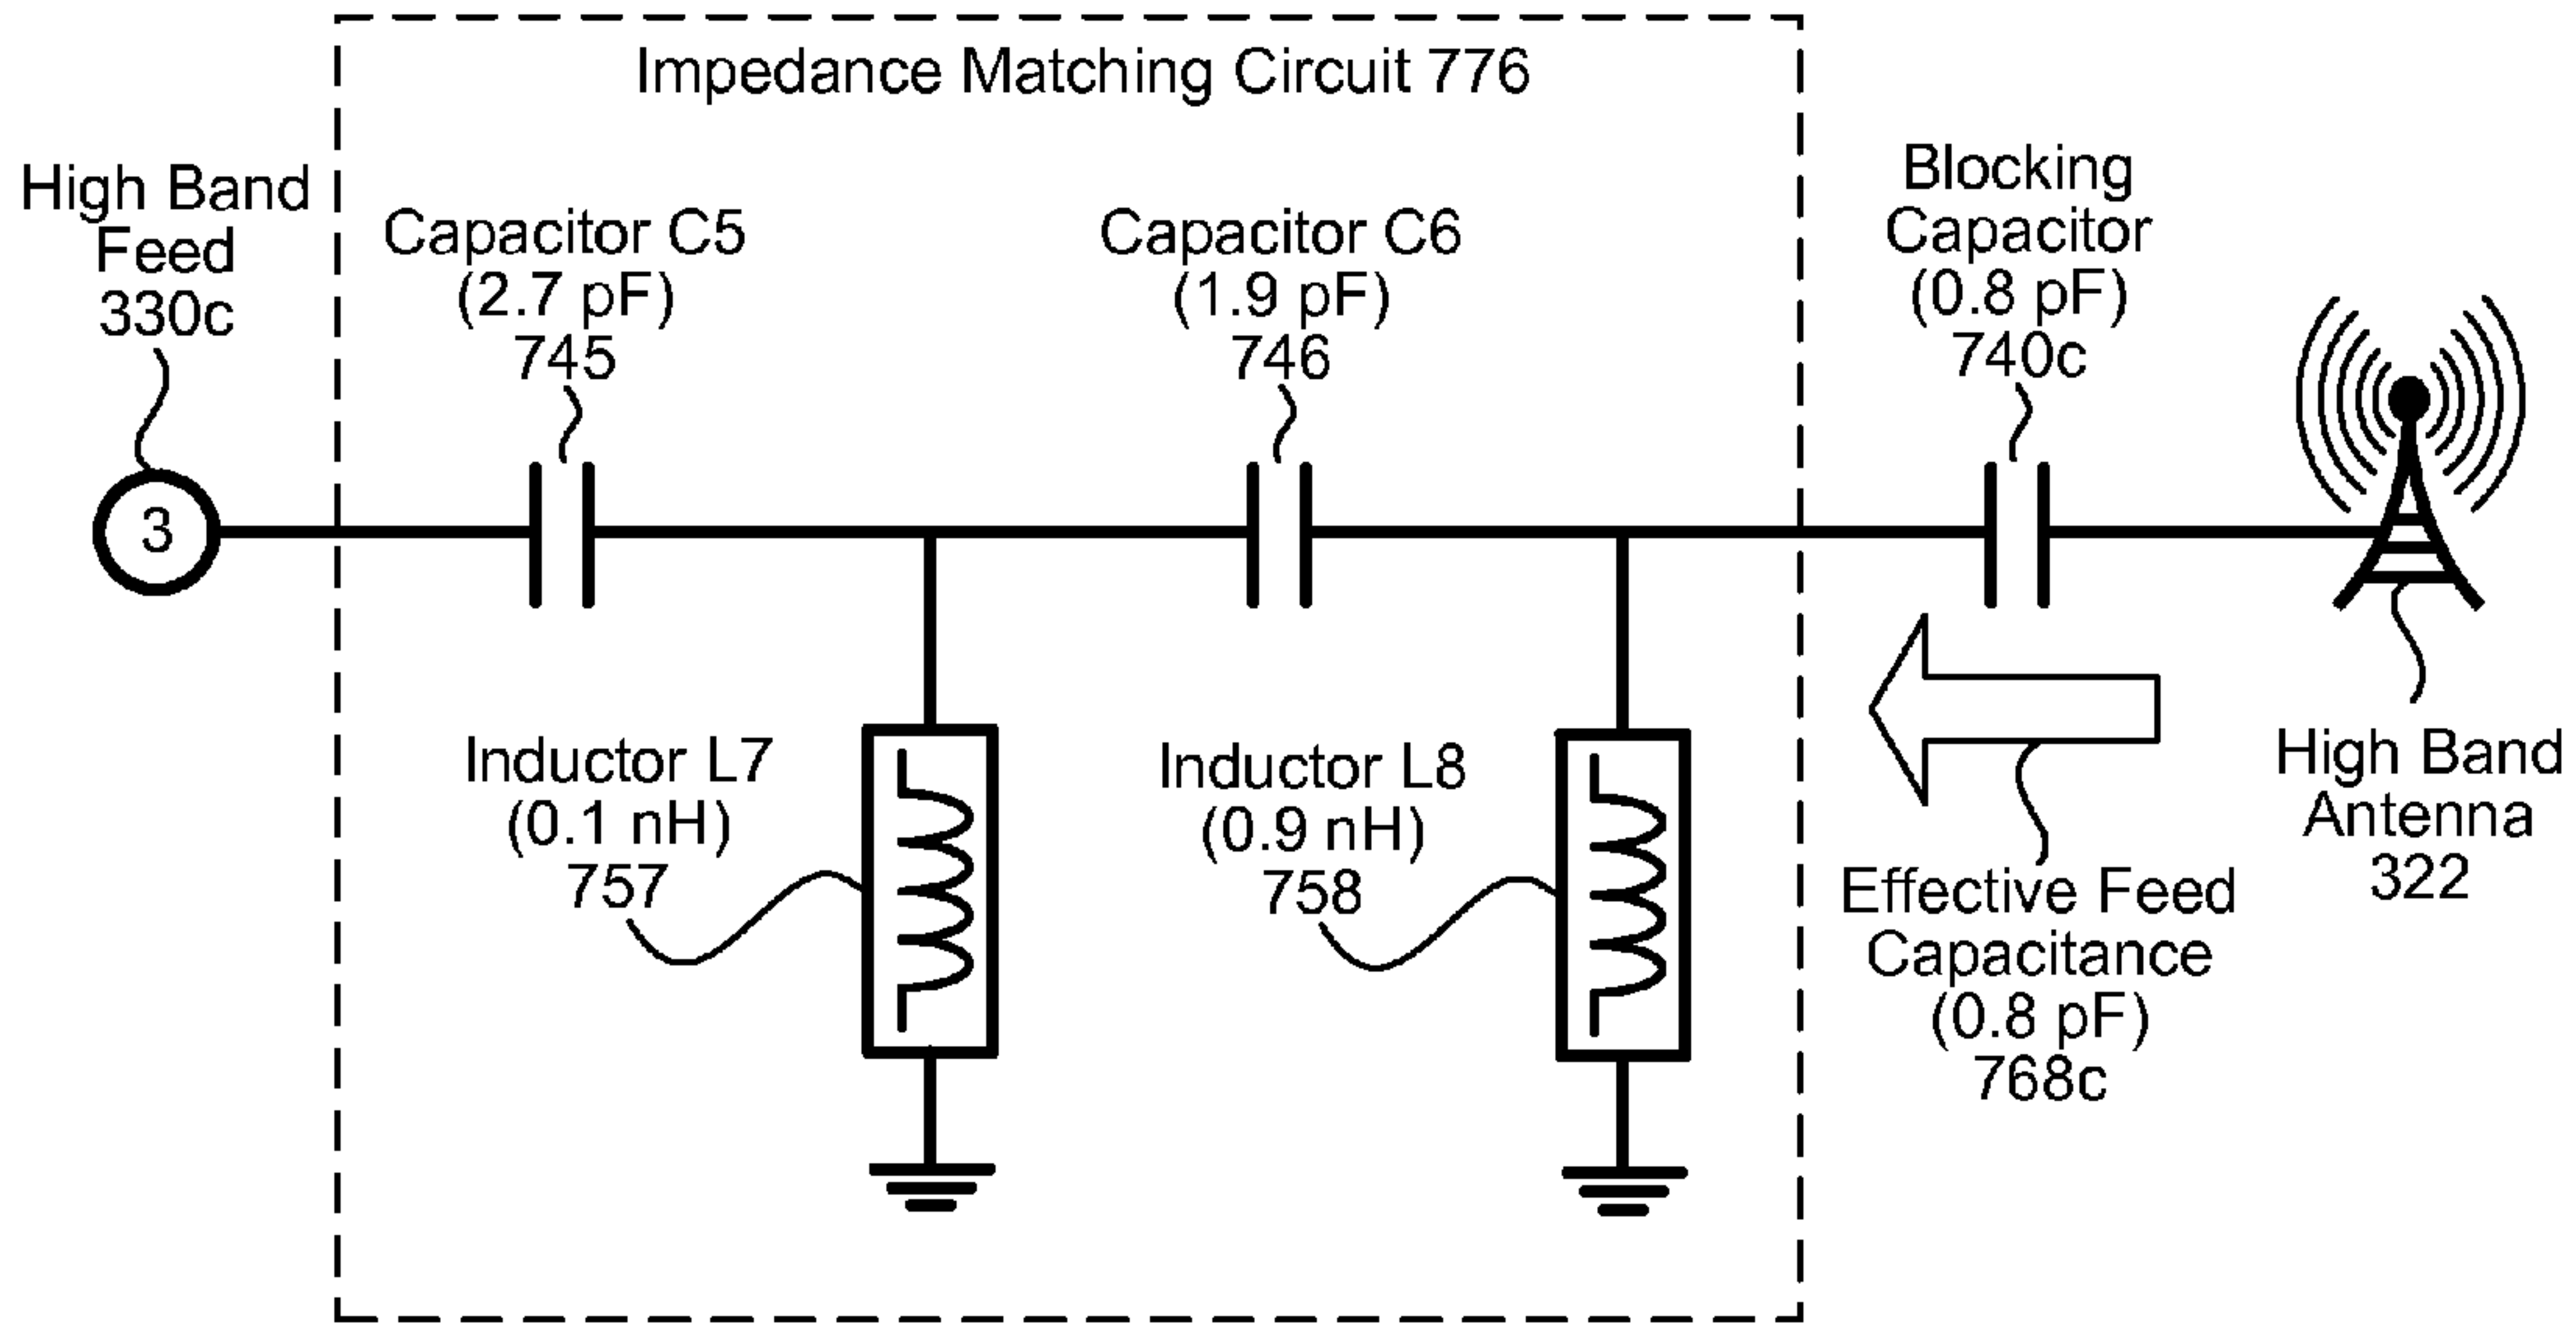 Impedance Matching Circuit 776
High Band
Feed
330c
3
Capacitor C5
(2.7 pF)
745
Capacitor C6
(1.9 pF)
746
Blocking
Capacitor
(0.8 pF)
740c
Inductor L7
(0.1 nH)
757
Inductor L8
(0.9 nH)
758
Effective Feed
Capacitance
(0.8 pF)
768c
High Band
Antenna
322